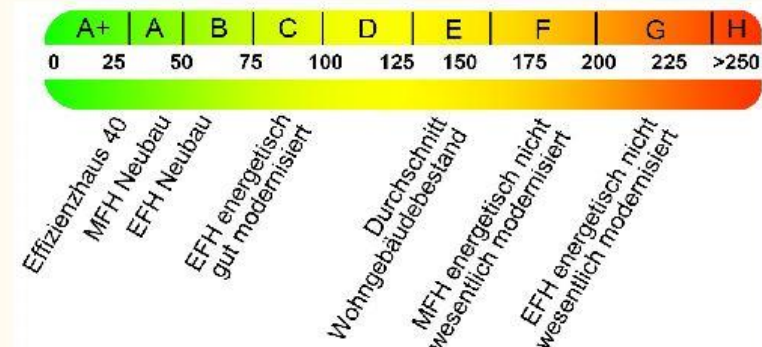 A+ A B C D E F G H
0 25 50 75 100 125 150 175 200 225 >250
Effizienzhaus 40
MFH Neubau
EFH Neubau
EFH energetisch
gut modernisiert
Durchschnitt
Wohngebäudebestand
MFH energetisch nicht
wesentlich modernisiert
EFH energetisch nicht
wesentlich modernisiert